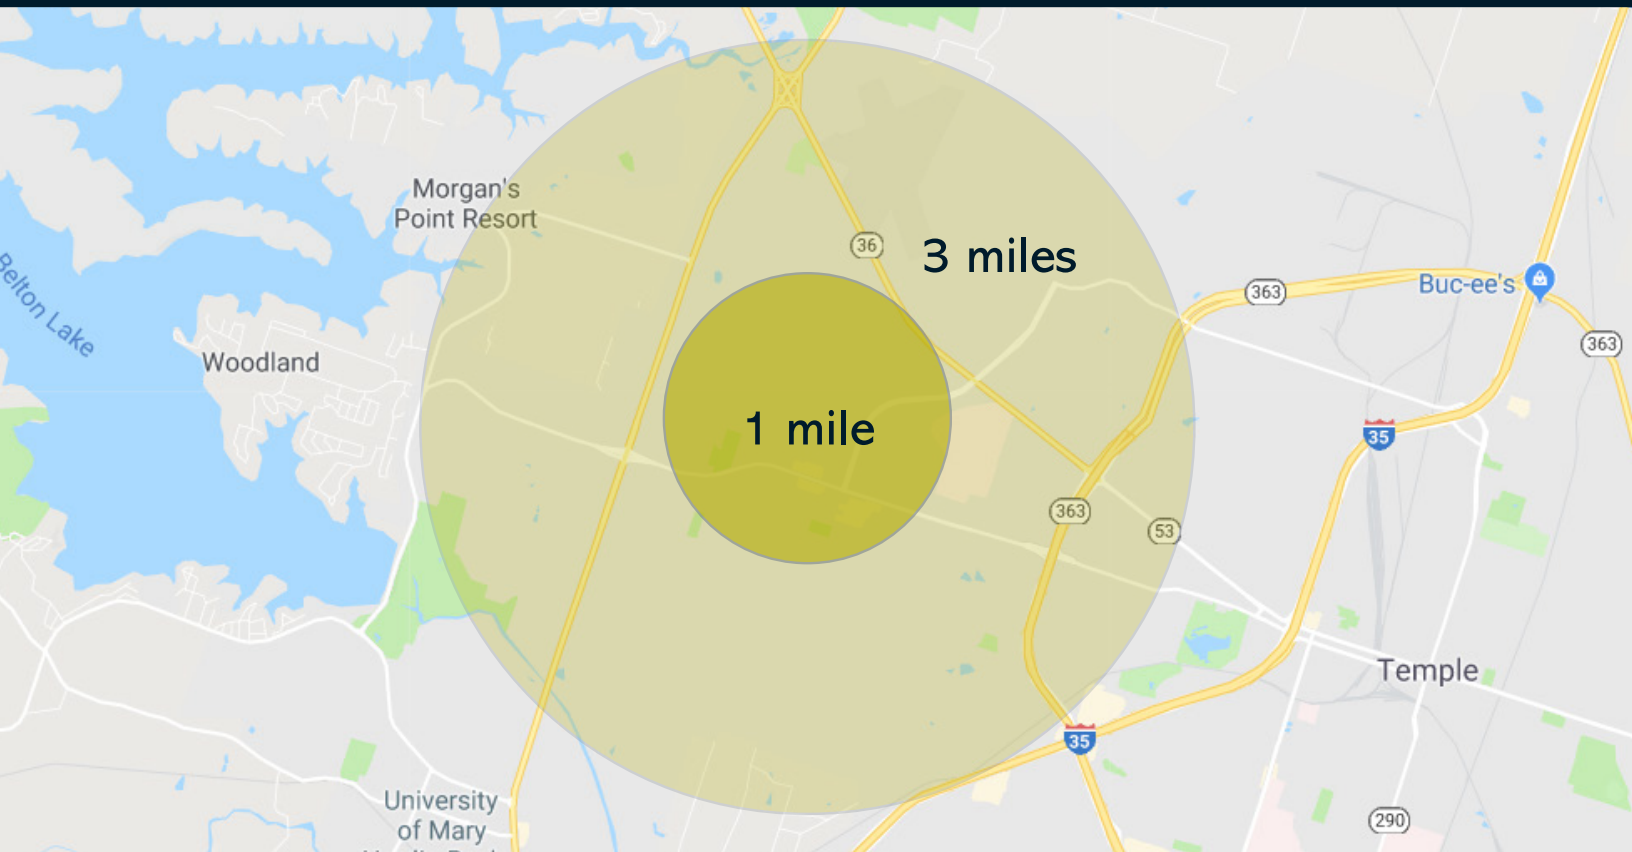 Morgan's
Point Resort
36
3 miles
363
Buc-ee's
363
Belton Lake
Woodland
1 mile
35
363
53
Temple
35
University
of Mary
290